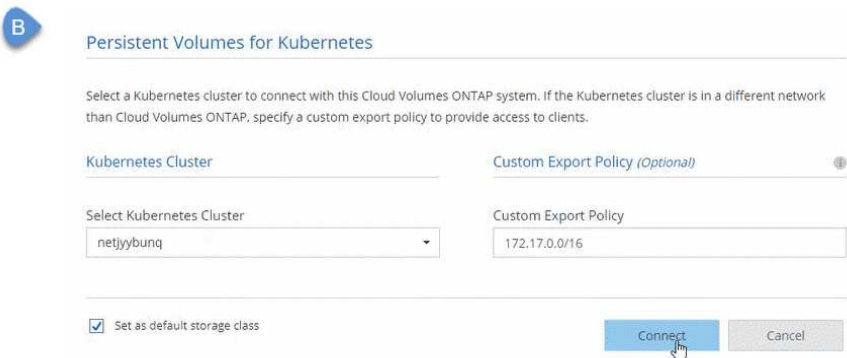 B
Persistent Volumes for Kubernetes
Select a Kubernetes cluster to connect with this Cloud Volumes ONTAP system. If the Kubernetes cluster is in a different network
than Cloud Volumes ONTAP, specify a custom export policy to provide access to clients.
Kubernetes Cluster
Custom Export Policy (Optional)
Select Kubernetes Cluster
Custom Export Policy
netjyybunq
172.17.0.0/16
Set as default storage class
Connect
Cancel